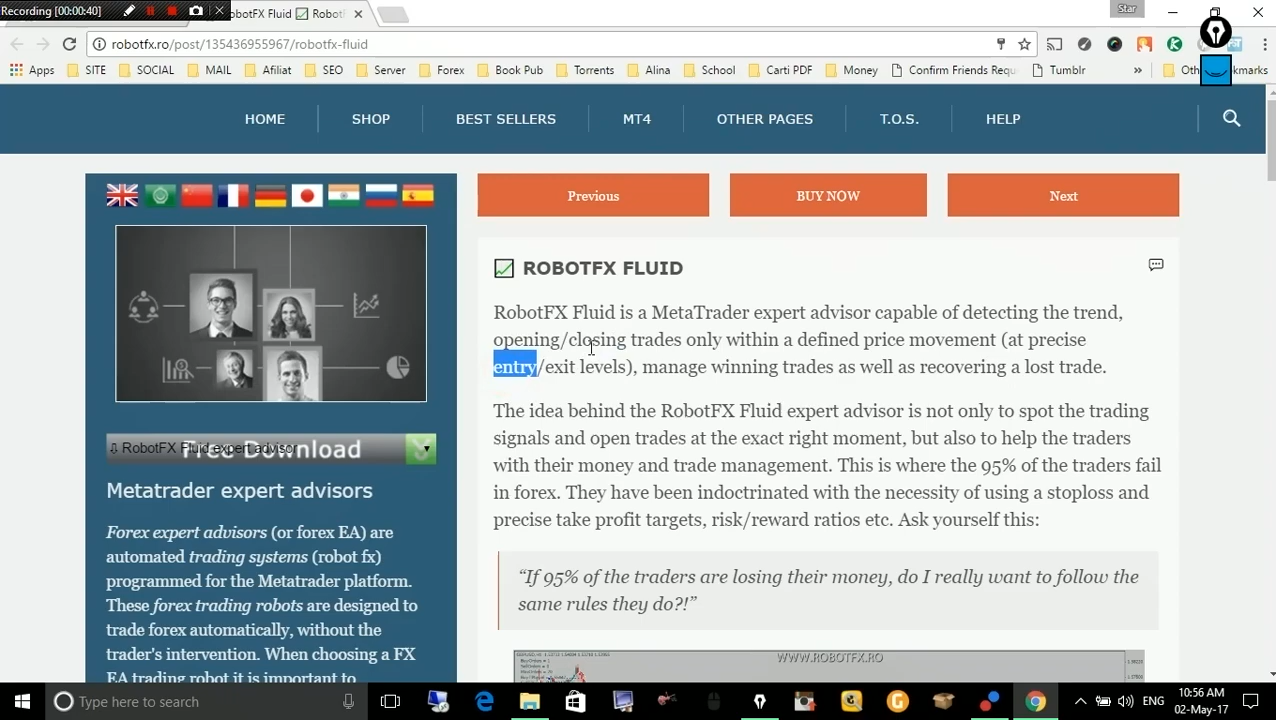 Recording [00:00:40]
obotFX Fluid
Robotf
Star
robotfx.ro/post/135436955967/robotfx-fluid
Apps SITE SOCIAL MAIL Afiliat SEO Server Forex Book Pub Torrents Alina School Carti PDF Money Confirm Friends Requ Tumblr » Oth okmarks
HOME SHOP BEST SELLERS MT4 OTHER PAGES T.O.S. HELP
Previous BUY NOW Next
ROBOTFX FLUID
RobotFX Fluid is a MetaTrader expert advisor capable of detecting the trend,
opening/closing trades only within a defined price movement (at precise
entry/exit levels), manage winning trades as well as recovering a lost trade.
The idea behind the RobotFX Fluid expert advisor is not only to spot the trading
signals and open trades at the exact right moment, but also to help the traders
with their money and trade management. This is where the 95% of the traders fail
in forex. They have been indoctrinated with the necessity of using a stoploss and
precise take profit targets, risk/reward ratios etc. Ask yourself this:
“If 95% of the traders are losing their money, do I really want to follow the
same rules they do?!”
WWW.ROBOTFX.RO
⇩ RobotFX Fluid expert advisor
Free Download
Metatrader expert advisors
Forex expert advisors (or forex EA) are
automated trading systems (robot fx)
programmed for the Metatrader platform.
These forex trading robots are designed to
trade forex automatically, without the
trader's intervention. When choosing a FX
EA trading robot it is important to
Type here to search
ENG
10:56 AM
02-May-17